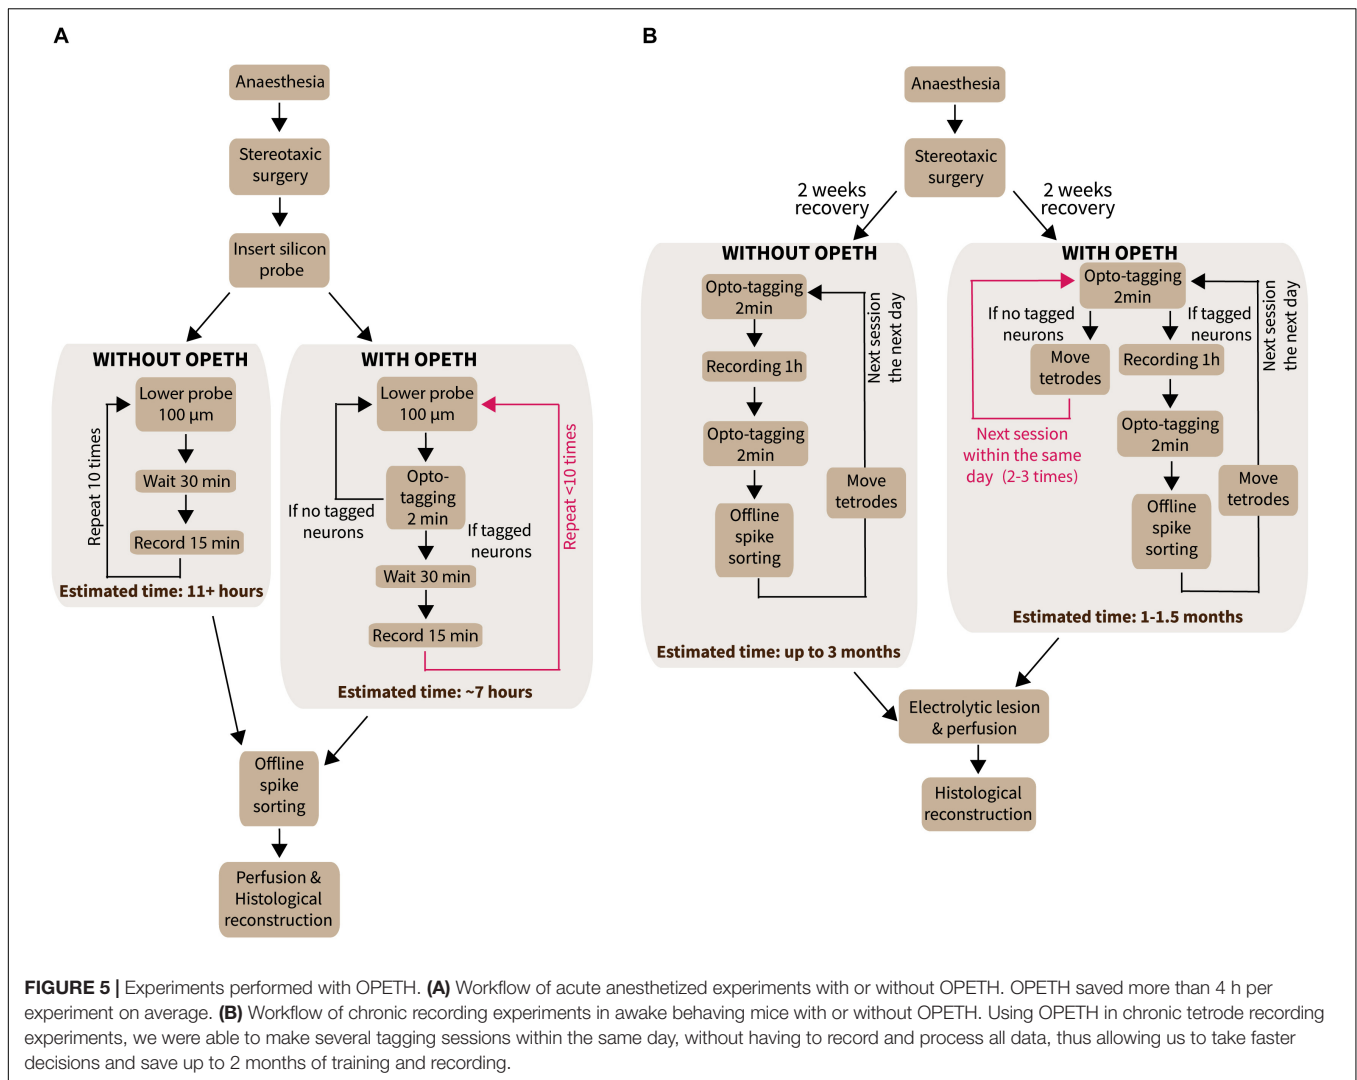 A
Anaesthesia
Stereotaxic
surgery
Insert silicon
probe
WITHOUT OPETH
Lower probe
100 µm
Repeat 10 times
Wait 30 min
Record 15 min
Estimated time: 11+ hours
WITH OPETH
Lower probe
100 µm
Opto-
tagging
2 min
If no tagged
neurons
If tagged
neurons
Repeat <10 times
Wait 30 min
Record 15 min
Estimated time: ~7 hours
Offline
spike
sorting
Perfusion &
Histological
reconstruction
B
Anaesthesia
Stereotaxic
surgery
2 weeks
recovery
2 weeks
recovery
WITHOUT OPETH
Opto-tagging
2min
Recording 1h
Opto-tagging
2min
Offline
spike
sorting
Move
tetrodes
Next session
the next day
Estimated time: up to 3 months
WITH OPETH
Opto-tagging
2min
If no tagged
neurons
If tagged
neurons
Move
tetrodes
Next session
within the same
day (2-3 times)
Recording 1h
Opto-tagging
2min
Offline
spike
sorting
Move
tetrodes
Next session
the next day
Estimated time: 1-1.5 months
Electrolytic lesion
& perfusion
Histological
reconstruction
FIGURE 5 | Experiments performed with OPETH. (A) Workflow of acute anesthetized experiments with or without OPETH. OPETH saved more than 4 h per
experiment on average. (B) Workflow of chronic recording experiments in awake behaving mice with or without OPETH. Using OPETH in chronic tetrode recording
experiments, we were able to make several tagging sessions within the same day, without having to record and process all data, thus allowing us to take faster
decisions and save up to 2 months of training and recording.